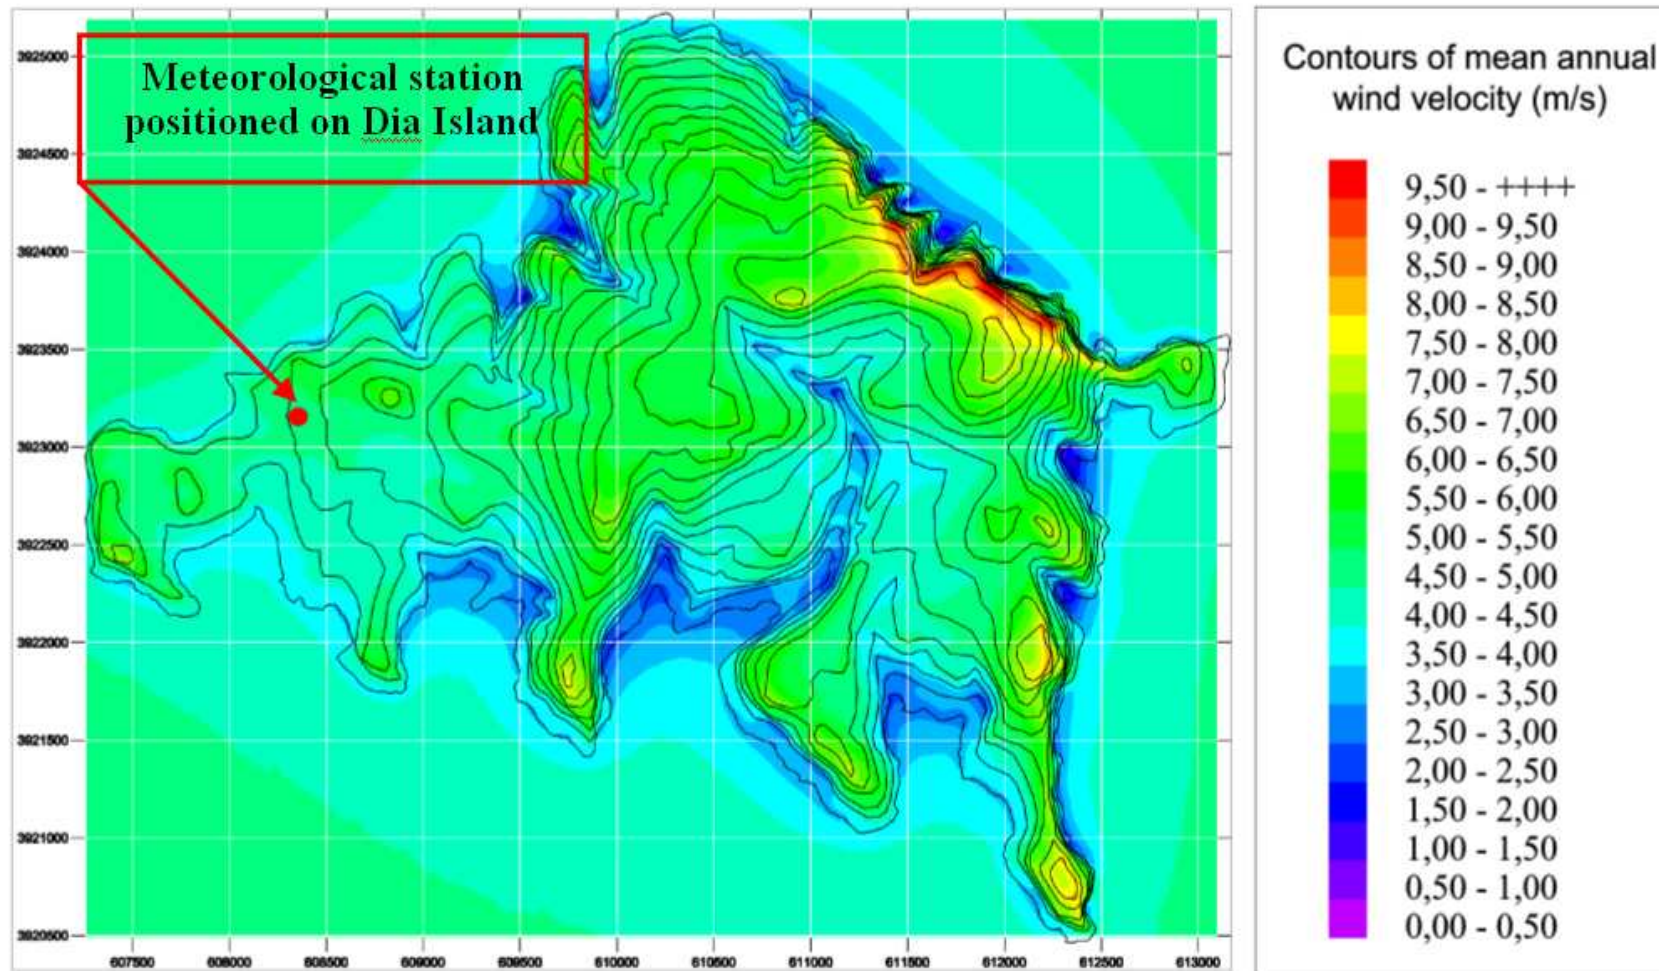 Meteorological station
positioned on Dia Island
3925000
3924500
3924000
3923500
3923000
3922500
3922000
3921500
3921000
3920500
607500 608000 608500 609000 609500 610000 610500 611000 611500 612000 612500 613000
Contours of mean annual
wind velocity (m/s)
9,50 - ++++
9,00 - 9,50
8,50 - 9,00
8,00 - 8,50
7,50 - 8,00
7,00 - 7,50
6,50 - 7,00
6,00 - 6,50
5,50 - 6,00
5,00 - 5,50
4,50 - 5,00
4,00 - 4,50
3,50 - 4,00
3,00 - 3,50
2,50 - 3,00
2,00 - 2,50
1,50 - 2,00
1,00 - 1,50
0,50 - 1,00
0,00 - 0,50